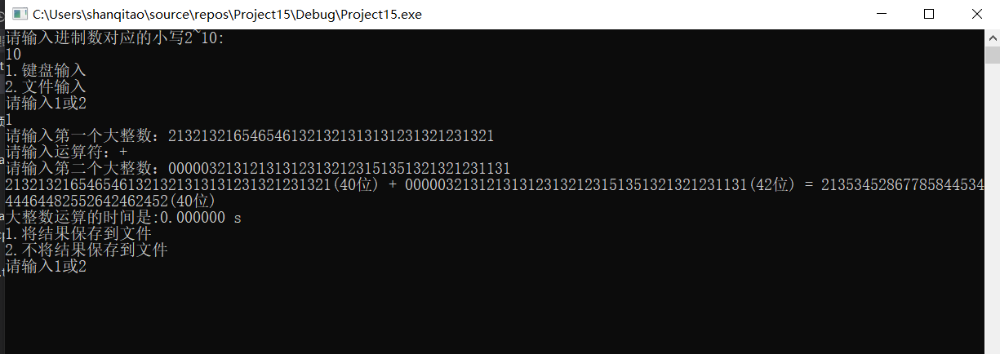 C:\Users\shanqitao\source\repos\Project15\Debug\Project15.exe
请输入进制数对应的小写2~10:
10
1.键盘输入
2.文件输入
请输入1或2
1
请输入第一个大整数：2132132165465461321321313131231321231321
请输入运算符：+
请输入第二个大整数：000003213121313123132123151351321321231131
2132132165465461321321313131231321231321(40位) + 000003213121313123132123151351321321231131(42位) = 21353452867785844534
44464482552642462452(40位)
大整数运算的时间是:0.000000 s
1.将结果保存到文件
2.不将结果保存到文件
请输入1或2